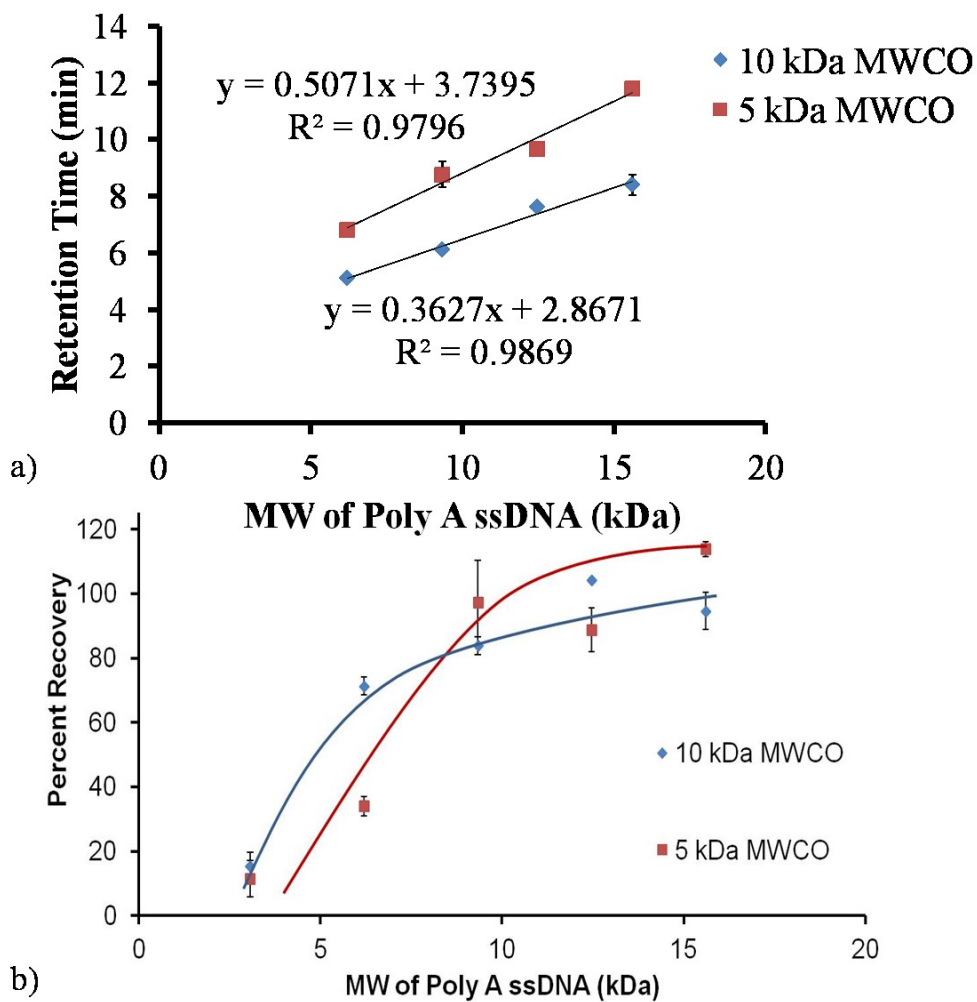 14
12
10
8
6
4
2
0
Retention Time (min)
y = 0.5071x + 3.7395
R² = 0.9796
10 kDa MWCO
5 kDa MWCO
y = 0.3627x + 2.8671
R² = 0.9869
0 5 10 15 20
a)
MW of Poly A ssDNA (kDa)
120
100
80
60
40
20
0
Percent Recovery
10 kDa MWCO
5 kDa MWCO
0 5 10 15 20
b)
MW of Poly A ssDNA (kDa)